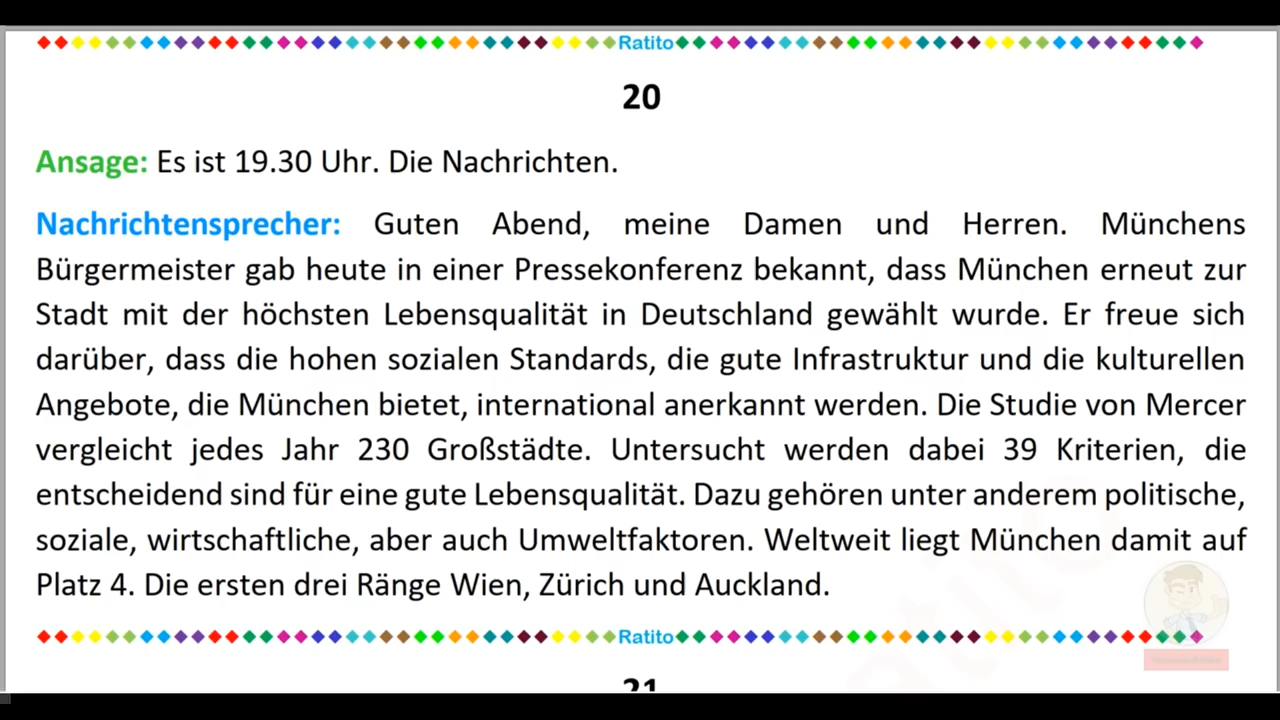 Ratito
20
Ansage: Es ist 19.30 Uhr. Die Nachrichten.
Nachrichtensprecher: Guten Abend, meine Damen und Herren. Münchens
Bürgermeister gab heute in einer Pressekonferenz bekannt, dass München erneut zur
Stadt mit der höchsten Lebensqualität in Deutschland gewählt wurde. Er freue sich
darüber, dass die hohen sozialen Standards, die gute Infrastruktur und die kulturellen
Angebote, die München bietet, international anerkannt werden. Die Studie von Mercer
vergleicht jedes Jahr 230 Großstädte. Untersucht werden dabei 39 Kriterien, die
entscheidend sind für eine gute Lebensqualität. Dazu gehören unter anderem politische,
soziale, wirtschaftliche, aber auch Umweltfaktoren. Weltweit liegt München damit auf
Platz 4. Die ersten drei Ränge Wien, Zürich und Auckland.
Ratito
21